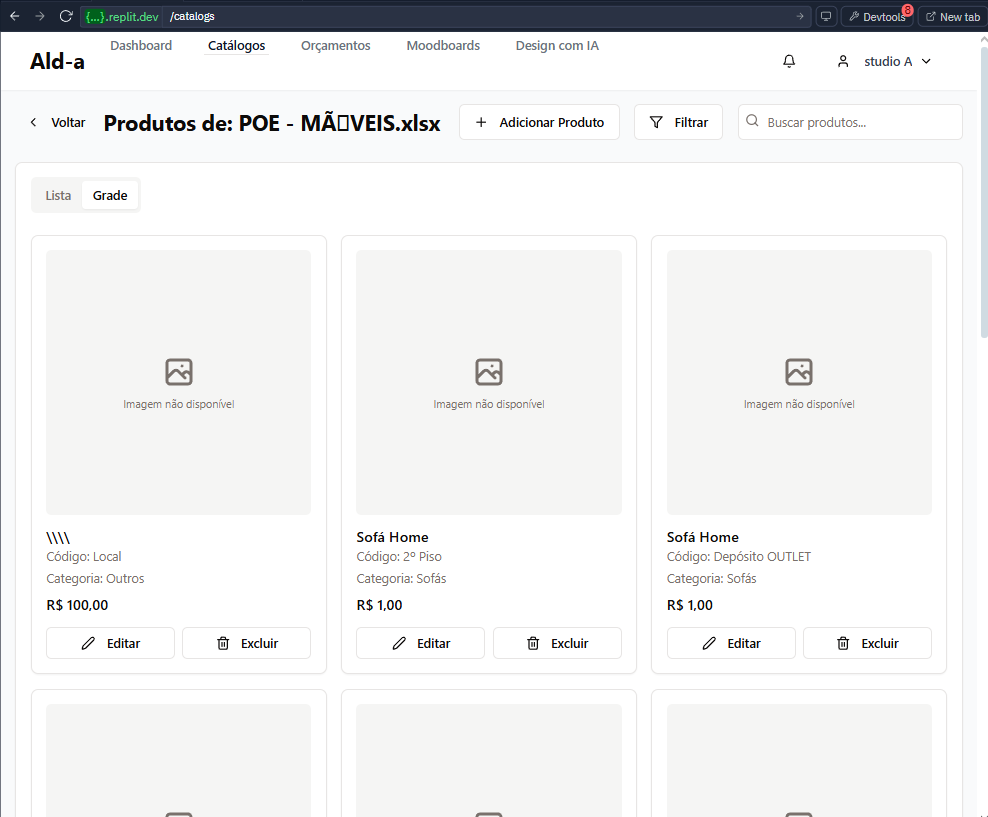 {...}.replit.dev /catalogs
Devtools 8
New tab
Ald-a
Dashboard
Catálogos
Orçamentos
Moodboards
Design com IA
studio A
Voltar
Produtos de: POE - MÃ▯VEIS.xlsx
Adicionar Produto
Filtrar
Buscar produtos...
Lista
Grade
Imagem não disponível
Imagem não disponível
Imagem não disponível
\\\\
Código: Local
Categoria: Outros
R$ 100,00
Editar
Excluir
Sofá Home
Código: 2º Piso
Categoria: Sofás
R$ 1,00
Editar
Excluir
Sofá Home
Código: Depósito OUTLET
Categoria: Sofás
R$ 1,00
Editar
Excluir